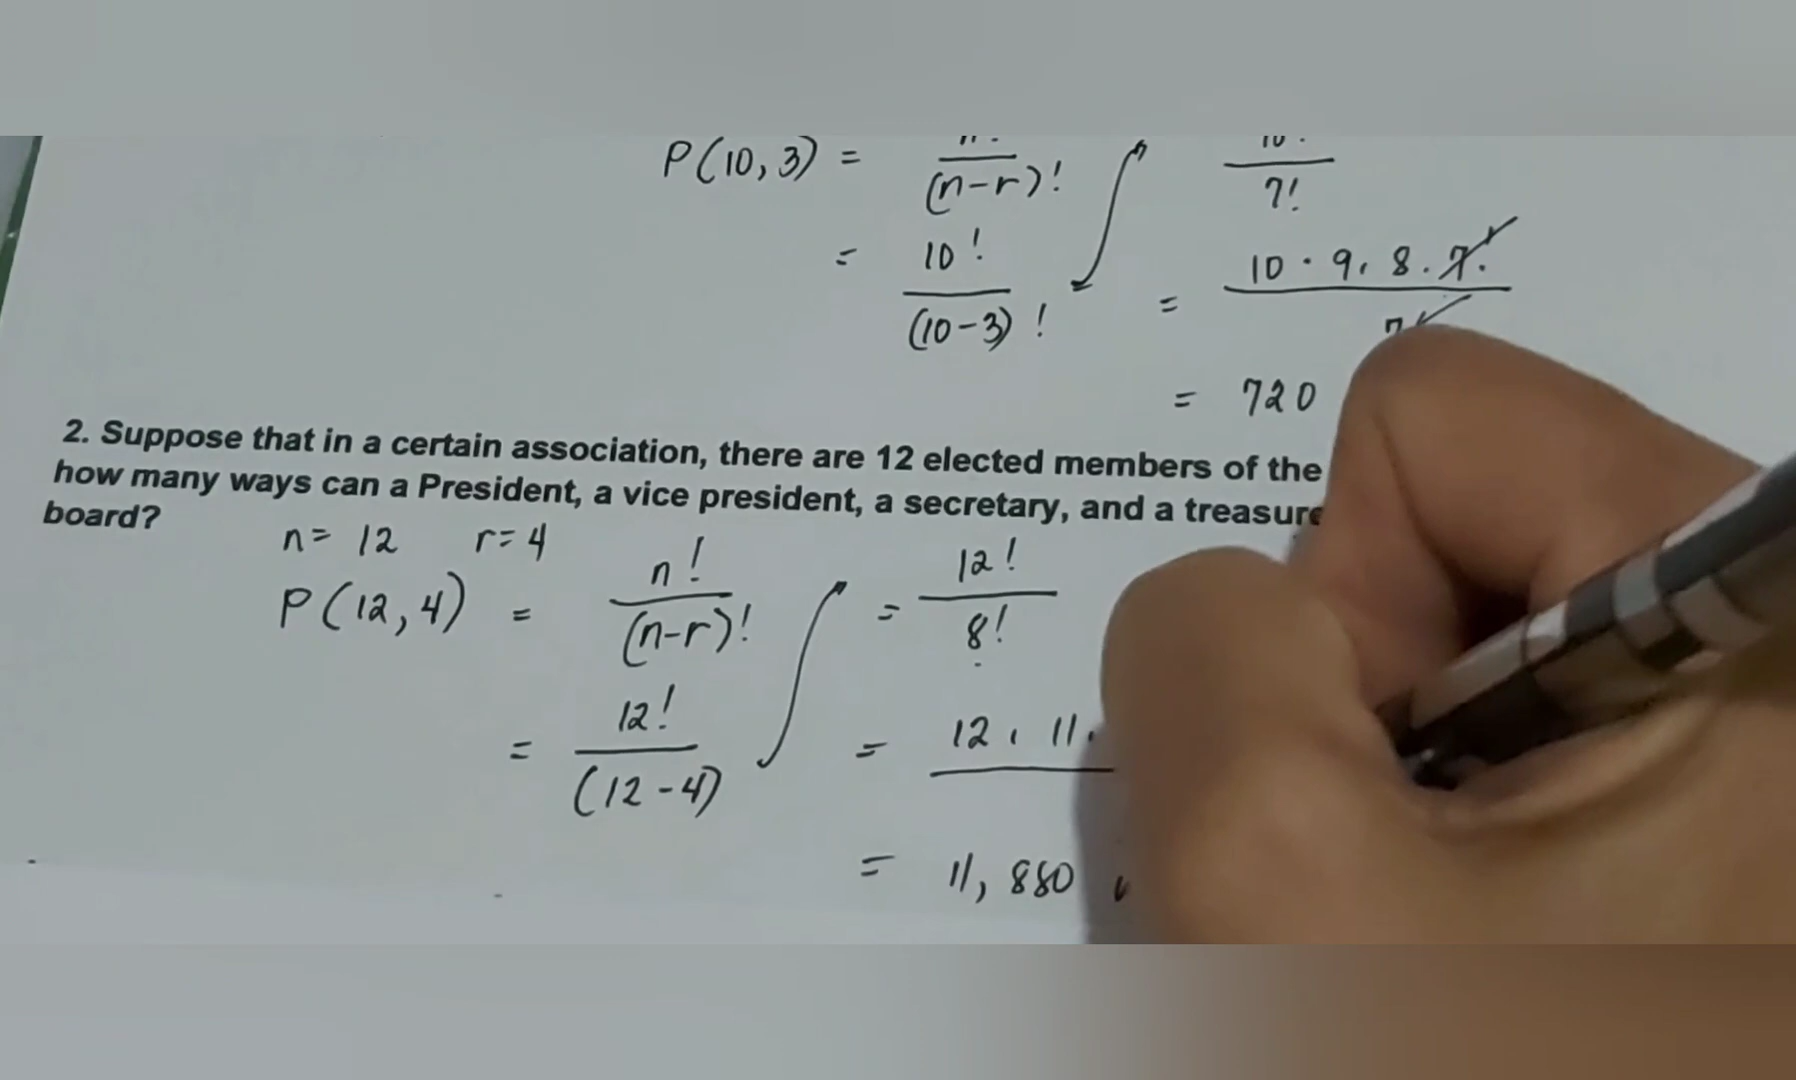 P(10,3) =
(n-r)!
7!
= 10!
(10-3)!
= 10 · 9 · 8 · 7!
= 720
2. Suppose that in a certain association, there are 12 elected members of the
how many ways can a President, a vice president, a secretary, and a
board?
n= 12 r=4
P(12,4) = n!
(n-r)!
= 12!
8!
= 12!
(12-4)
= 12 · 11 ·
= 11,880